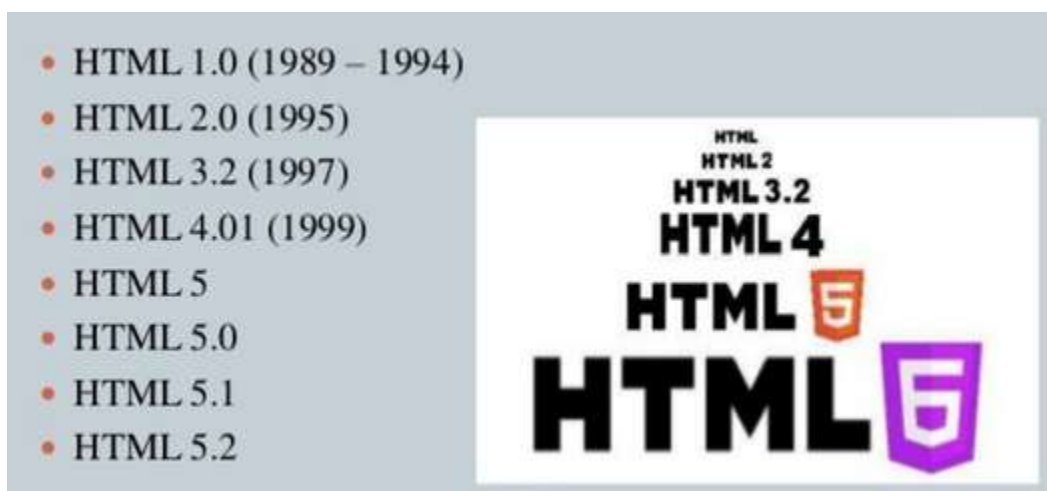 • HTML 1.0 (1989 – 1994)
• HTML 2.0 (1995)
• HTML 3.2 (1997)
• HTML 4.01 (1999)
• HTML 5
• HTML 5.0
• HTML 5.1
• HTML 5.2
HTML
HTML 2
HTML 3.2
HTML 4
HTML 5
HTML 6